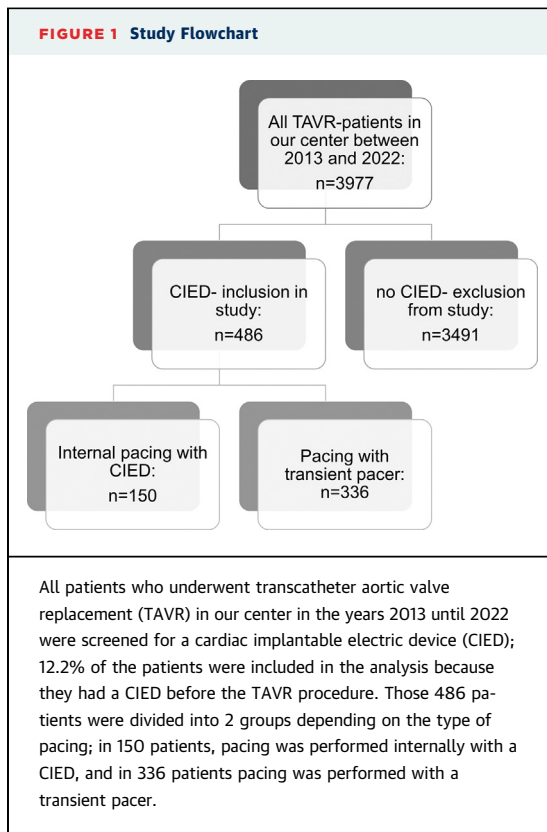 FIGURE 1 Study Flowchart
All TAVR-patients in
our center between
2013 and 2022:
n=3977
CIED- inclusion in
study:
n=486
no CIED- exclusion
from study:
n=3491
Internal pacing with
CIED:
n=150
Pacing with
transient pacer:
n=336
All patients who underwent transcatheter aortic valve
replacement (TAVR) in our center in the years 2013 until 2022
were screened for a cardiac implantable electric device (CIED);
12.2% of the patients were included in the analysis because
they had a CIED before the TAVR procedure. Those 486 pa-
tients were divided into 2 groups depending on the type of
pacing; in 150 patients, pacing was performed internally with a
CIED, and in 336 patients pacing was performed with a
transient pacer.